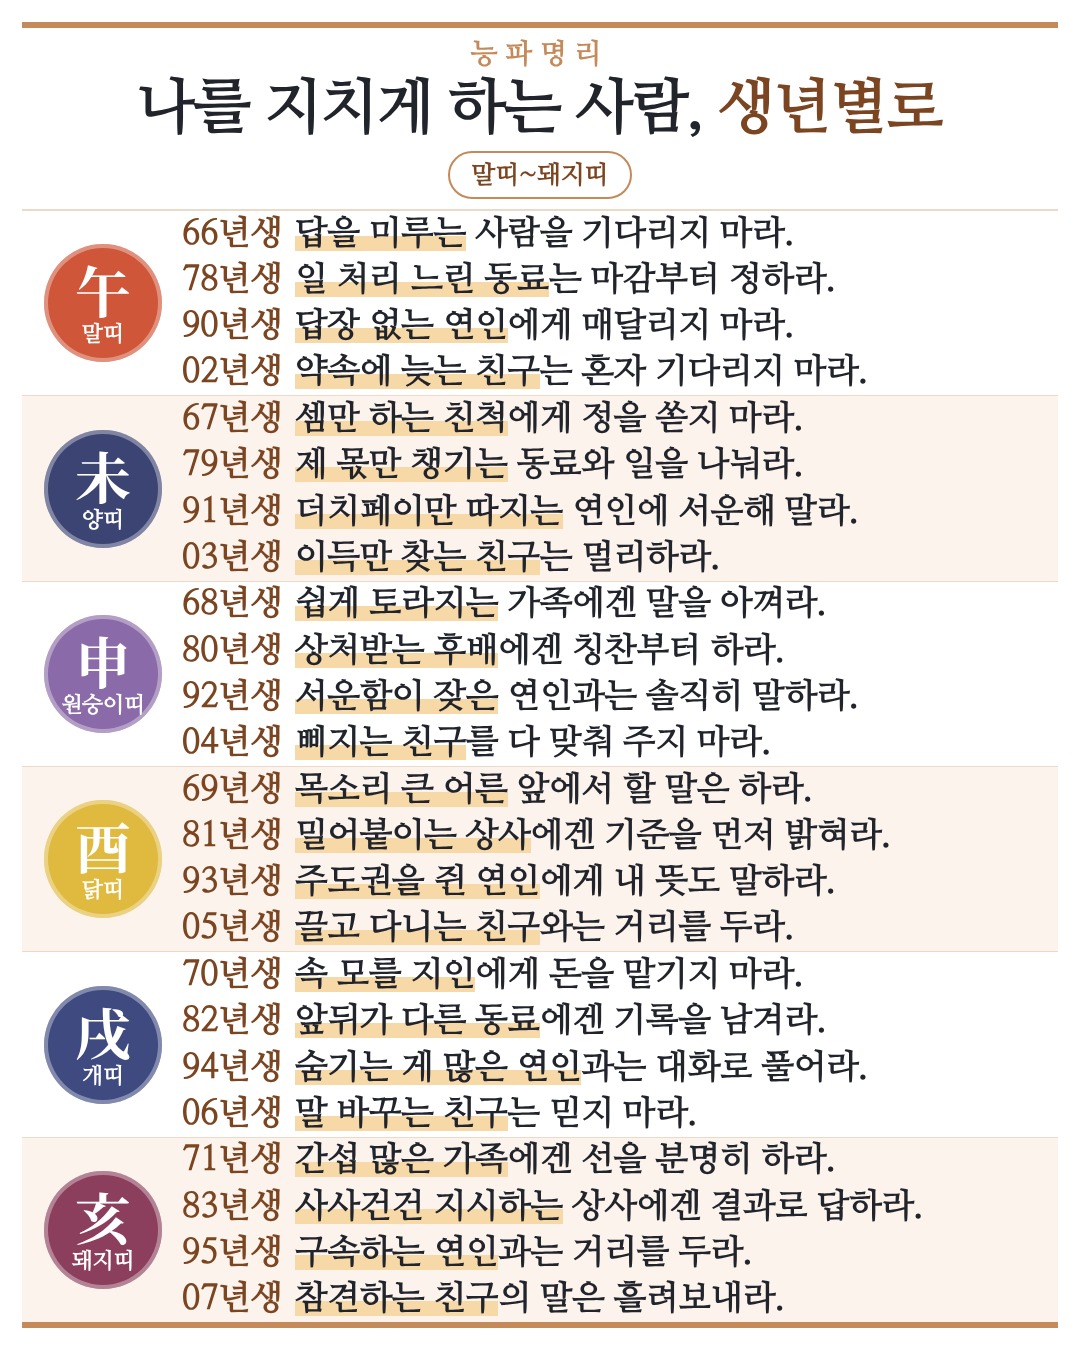 능파명리
나를 지치게 하는 사람, 생년별로
말띠~돼지띠
午
말띠
66년생 답을 미루는 사람을 기다리지 마라.
78년생 일 처리 느린 동료는 마감부터 정하라.
90년생 답장 없는 연인에게 매달리지 마라.
02년생 약속에 늦는 친구는 혼자 기다리지 마라.
未
양띠
67년생 셈만 하는 친척에게 정을 쏟지 마라.
79년생 제 몫만 챙기는 동료와 일을 나눠라.
91년생 더치페이만 따지는 연인에 서운해 말라.
03년생 이득만 찾는 친구는 멀리하라.
申
원숭이띠
68년생 쉽게 토라지는 가족에겐 말을 아껴라.
80년생 상처받는 후배에겐 칭찬부터 하라.
92년생 서운함이 잦은 연인과는 솔직히 말하라.
04년생 삐지는 친구를 다 맞춰 주지 마라.
酉
닭띠
69년생 목소리 큰 어른 앞에서 할 말은 하라.
81년생 밀어붙이는 상사에겐 기준을 먼저 밝혀라.
93년생 주도권을 쥔 연인에게 내 뜻도 말하라.
05년생 끌고 다니는 친구와는 거리를 두라.
戌
개띠
70년생 속 모를 지인에게 돈을 맡기지 마라.
82년생 앞뒤가 다른 동료에겐 기록을 남겨라.
94년생 숨기는 게 많은 연인과는 대화로 풀어라.
06년생 말 바꾸는 친구는 믿지 마라.
亥
돼지띠
71년생 간섭 많은 가족에겐 선을 분명히 하라.
83년생 사사건건 지시하는 상사에겐 결과로 답하라.
95년생 구속하는 연인과는 거리를 두라.
07년생 참견하는 친구의 말은 흘려보내라.